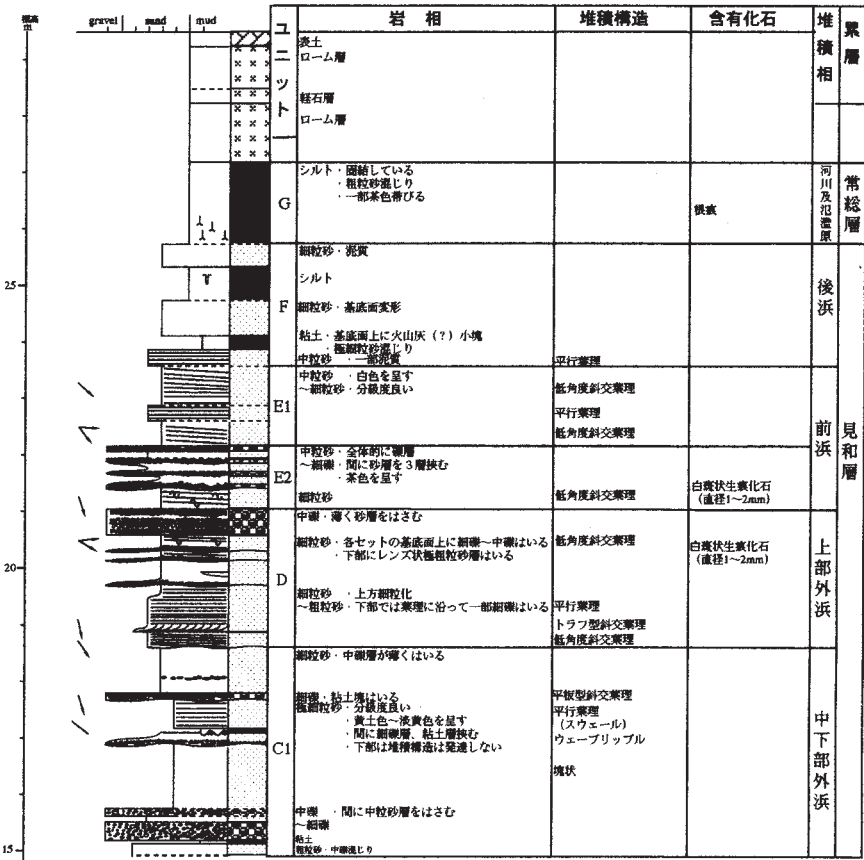 標高
m
gravel sand mud
ユニット
岩相
堆積構造
含有化石
堆積相
累層
表土
ローム層
軽石層
ローム層
G
シルト・固結している
・粗粒砂混じり
・一部茶色帯びる
根痕
河川及氾濫原
常総層
25
F
細粒砂・泥質
シルト
細粒砂・基底面変形
粘土・基底面上に火山灰(?)小塊
・極細粒砂混じり
中粒砂 ・一部泥質
平行葉理
後浜
E1
中粒砂 ・白色を呈す
~細粒砂・分級度良い
低角度斜交葉理
平行葉理
低角度斜交葉理
前浜
見和層
E2
中粒砂・全体的に礫層
~細礫・間に砂層を3層挟む
・茶色を呈す
細粒砂
低角度斜交葉理
白斑状生痕化石
(直径1~2mm)
20
D
中礫・薄く砂層をはさむ
細粒砂・各セットの基底面上に細礫~中礫はいる
・下部にレンズ状極粗粒砂層はいる
細粒砂 ・上方細粒化
~粗粒砂・下部では葉理に沿って一部細礫はいる
低角度斜交葉理
平行葉理
トラフ型斜交葉理
低角度斜交葉理
白斑状生痕化石
(直径1~2mm)
上部外浜
C1
細粒砂・中礫層が薄くはいる
細礫・粘土塊はいる
極細粒砂・分級度良い
・黄土色~淡黄色を呈す
・間に細礫層、粘土層挟む
・下部は堆積構造は発達しない
中礫 ・間に中粒砂層をはさむ
~細礫
粘土
粗粒砂・中礫混じり
平板型斜交葉理
平行葉理
(スウェール)
ウェーブリップル
塊状
中下部外浜
15